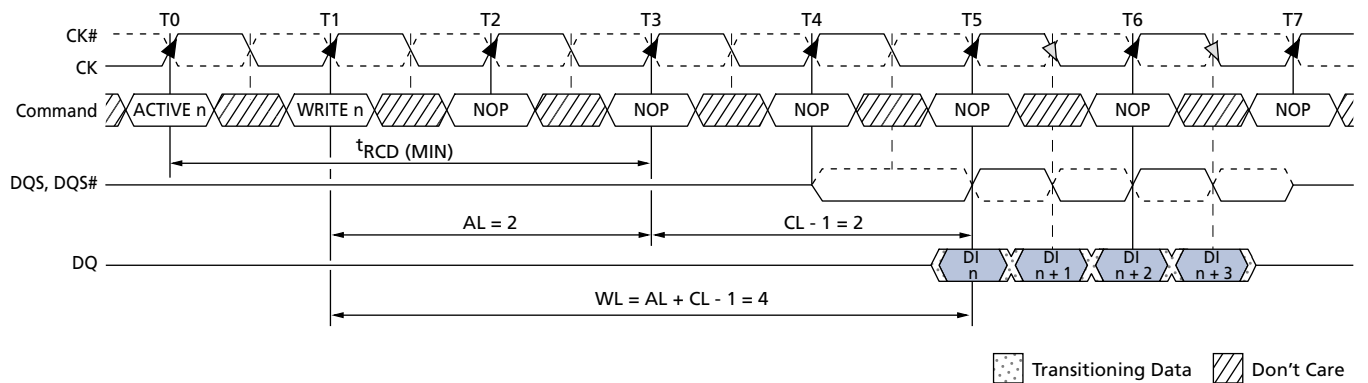 T0 T1 T2 T3 T4 T5 T6 T7
CK#
CK
Command ACTIVE n WRITE n NOP NOP NOP NOP NOP NOP
tRCD (MIN)
DQS, DQS#
AL = 2 CL - 1 = 2
DQ DI n DI n + 1 DI n + 2 DI n + 3
WL = AL + CL - 1 = 4
Transitioning Data Don't Care